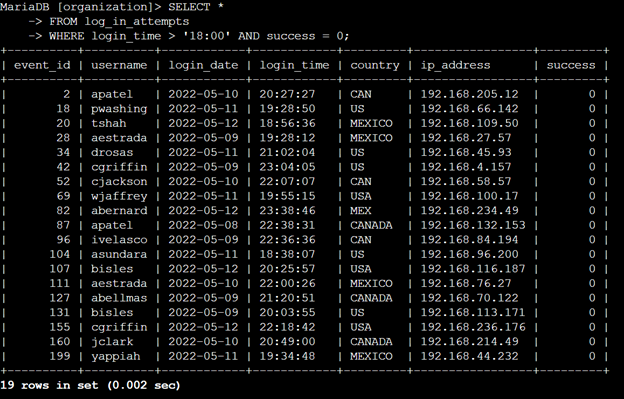 MariaDB [organization]> SELECT *
    -> FROM log_in_attempts
    -> WHERE login_time > '18:00' AND success = 0;
+----------+----------+------------+------------+---------+-----------------+---------+
| event_id | username | login_date | login_time | country | ip_address      | success |
+----------+----------+------------+------------+---------+-----------------+---------+
|        2 | apatel   | 2022-05-10 | 20:27:27   | CAN     | 192.168.205.12  |       0 |
|       18 | pwashing | 2022-05-11 | 19:28:50   | US      | 192.168.66.142  |       0 |
|       20 | tshah    | 2022-05-12 | 18:56:36   | MEXICO  | 192.168.109.50  |       0 |
|       28 | aestrada | 2022-05-09 | 19:28:12   | MEXICO  | 192.168.27.57   |       0 |
|       34 | drosas   | 2022-05-11 | 21:02:04   | US      | 192.168.45.93   |       0 |
|       42 | cgriffin | 2022-05-09 | 23:04:05   | US      | 192.168.4.157   |       0 |
|       52 | cjackson | 2022-05-10 | 22:07:07   | CAN     | 192.168.58.57   |       0 |
|       69 | wjaffrey | 2022-05-11 | 19:55:15   | USA     | 192.168.100.17  |       0 |
|       82 | abernard | 2022-05-12 | 23:38:46   | MEX     | 192.168.234.49  |       0 |
|       87 | apatel   | 2022-05-08 | 22:38:31   | CANADA  | 192.168.132.153 |       0 |
|       96 | ivelasco | 2022-05-09 | 22:36:36   | CAN     | 192.168.84.194  |       0 |
|      104 | asundara | 2022-05-11 | 18:38:07   | US      | 192.168.96.200  |       0 |
|      107 | bisles   | 2022-05-12 | 20:25:57   | USA     | 192.168.116.187 |       0 |
|      111 | aestrada | 2022-05-10 | 22:00:26   | MEXICO  | 192.168.76.27   |       0 |
|      127 | abellmas | 2022-05-09 | 21:20:51   | CANADA  | 192.168.70.122  |       0 |
|      131 | bisles   | 2022-05-09 | 20:03:55   | US      | 192.168.113.171 |       0 |
|      155 | cgriffin | 2022-05-12 | 22:18:42   | USA     | 192.168.236.176 |       0 |
|      160 | jclark   | 2022-05-10 | 20:49:00   | CANADA  | 192.168.214.49  |       0 |
|      199 | yappiah  | 2022-05-11 | 19:34:48   | MEXICO  | 192.168.44.232  |       0 |
+----------+----------+------------+------------+---------+-----------------+---------+
19 rows in set (0.002 sec)